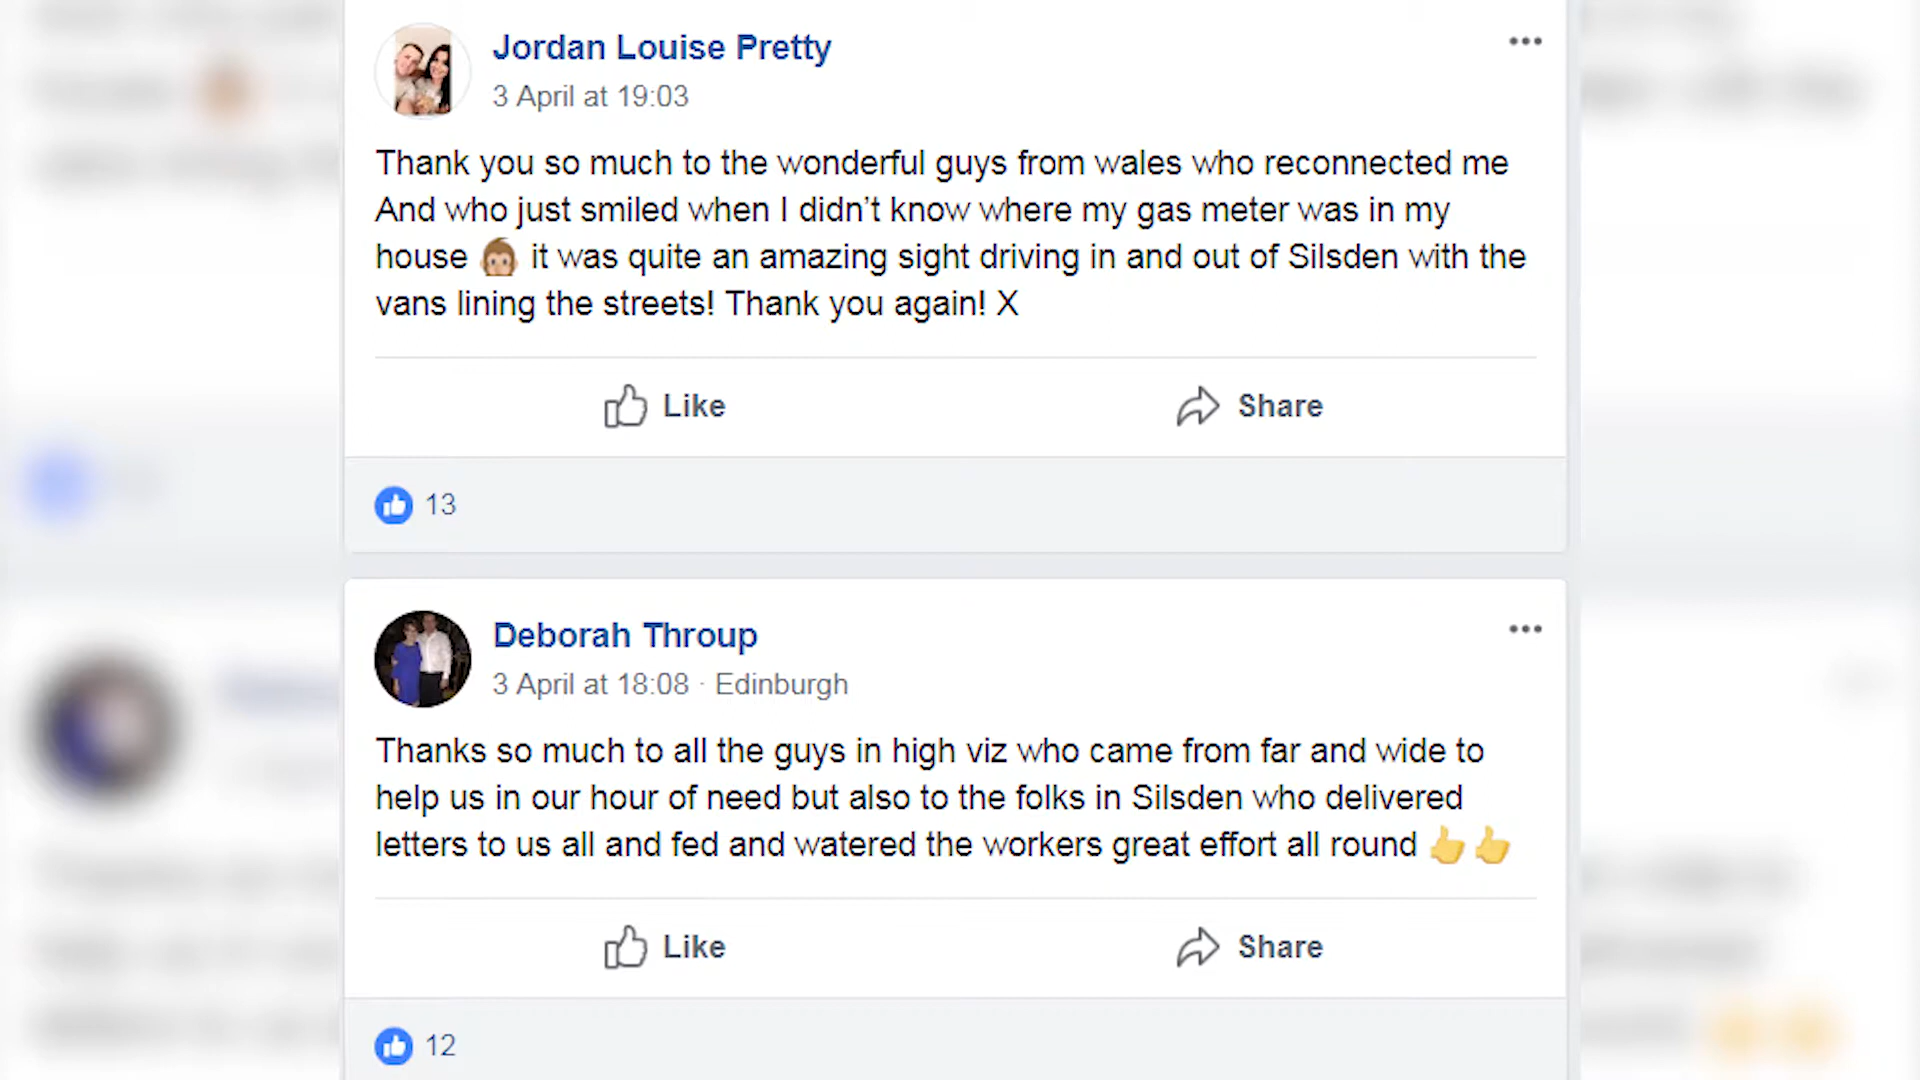 Jordan Louise Pretty
3 April at 19:03
Thank you so much to the wonderful guys from wales who reconnected me
And who just smiled when I didn’t know where my gas meter was in my
house 🙊 it was quite an amazing sight driving in and out of Silsden with the
vans lining the streets! Thank you again! X
Like Share
13
Deborah Throup
3 April at 18:08 · Edinburgh
Thanks so much to all the guys in high viz who came from far and wide to
help us in our hour of need but also to the folks in Silsden who delivered
letters to us all and fed and watered the workers great effort all round 👍👍
Like Share
12